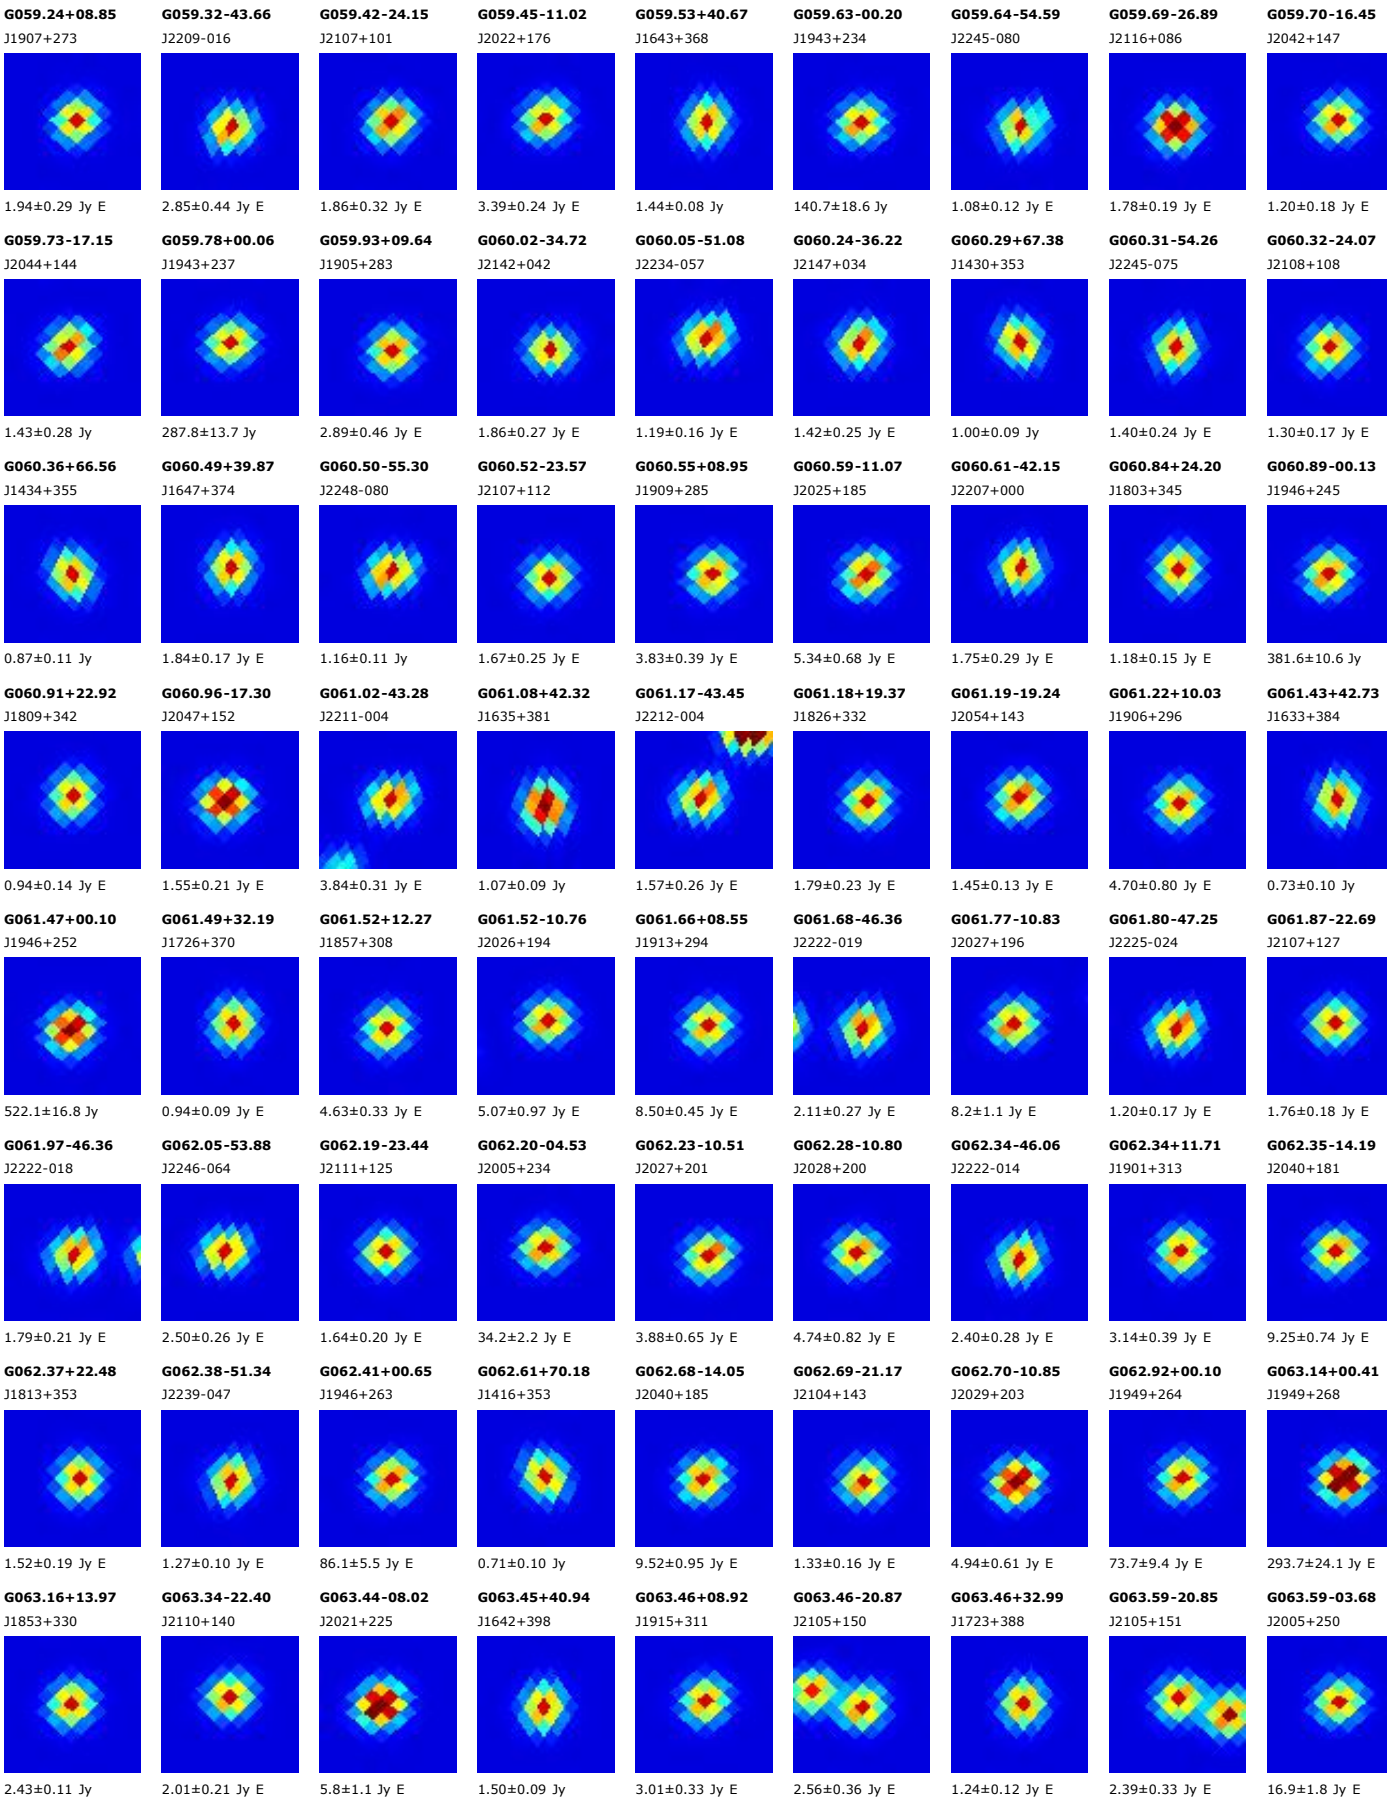 G059.24+08.85 G059.32-43.66 G059.42-24.15 G059.45-11.02 G059.53+40.67 G059.63-00.20 G059.64-54.59 G059.69-26.89 G059.70-16.45
J1907+273 J2209-016 J2107+101 J2022+176 J1643+368 J1943+234 J2245-080 J2116+086 J2042+147
1.94±0.29 Jy E 2.85±0.44 Jy E 1.86±0.32 Jy E 3.39±0.24 Jy E 1.44±0.08 Jy 140.7±18.6 Jy 1.08±0.12 Jy E 1.78±0.19 Jy E 1.20±0.18 Jy E
G059.73-17.15 G059.78+00.06 G059.93+09.64 G060.02-34.72 G060.05-51.08 G060.24-36.22 G060.29+67.38 G060.31-54.26 G060.32-24.07
J2044+144 J1943+237 J1905+283 J2142+042 J2234-057 J2147+034 J1430+353 J2245-075 J2108+108
1.43±0.28 Jy 287.8±13.7 Jy 2.89±0.46 Jy E 1.86±0.27 Jy E 1.19±0.16 Jy E 1.42±0.25 Jy E 1.00±0.09 Jy 1.40±0.24 Jy E 1.30±0.17 Jy E
G060.36+66.56 G060.49+39.87 G060.50-55.30 G060.52-23.57 G060.55+08.95 G060.59-11.07 G060.61-42.15 G060.84+24.20 G060.89-00.13
J1434+355 J1647+374 J2248-080 J2107+112 J1909+285 J2025+185 J2207+000 J1803+345 J1946+245
0.87±0.11 Jy 1.84±0.17 Jy E 1.16±0.11 Jy 1.67±0.25 Jy E 3.83±0.39 Jy E 5.34±0.68 Jy E 1.75±0.29 Jy E 1.18±0.15 Jy E 381.6±10.6 Jy
G060.91+22.92 G060.96-17.30 G061.02-43.28 G061.08+42.32 G061.17-43.45 G061.18+19.37 G061.19-19.24 G061.22+10.03 G061.43+42.73
J1809+342 J2047+152 J2211-004 J1635+381 J2212-004 J1826+332 J2054+143 J1906+296 J1633+384
0.94±0.14 Jy E 1.55±0.21 Jy E 3.84±0.31 Jy E 1.07±0.09 Jy 1.57±0.26 Jy E 1.79±0.23 Jy E 1.45±0.13 Jy E 4.70±0.80 Jy E 0.73±0.10 Jy
G061.47+00.10 G061.49+32.19 G061.52+12.27 G061.52-10.76 G061.66+08.55 G061.68-46.36 G061.77-10.83 G061.80-47.25 G061.87-22.69
J1946+252 J1726+370 J1857+308 J2026+194 J1913+294 J2222-019 J2027+196 J2225-024 J2107+127
522.1±16.8 Jy 0.94±0.09 Jy E 4.63±0.33 Jy E 5.07±0.97 Jy E 8.50±0.45 Jy E 2.11±0.27 Jy E 8.2±1.1 Jy E 1.20±0.17 Jy E 1.76±0.18 Jy E
G061.97-46.36 G062.05-53.88 G062.19-23.44 G062.20-04.53 G062.23-10.51 G062.28-10.80 G062.34-46.06 G062.34+11.71 G062.35-14.19
J2222-018 J2246-064 J2111+125 J2005+234 J2027+201 J2028+200 J2222-014 J1901+313 J2040+181
1.79±0.21 Jy E 2.50±0.26 Jy E 1.64±0.20 Jy E 34.2±2.2 Jy E 3.88±0.65 Jy E 4.74±0.82 Jy E 2.40±0.28 Jy E 3.14±0.39 Jy E 9.25±0.74 Jy E
G062.37+22.48 G062.38-51.34 G062.41+00.65 G062.61+70.18 G062.68-14.05 G062.69-21.17 G062.70-10.85 G062.92+00.10 G063.14+00.41
J1813+353 J2239-047 J1946+263 J1416+353 J2040+185 J2104+143 J2029+203 J1949+264 J1949+268
1.52±0.19 Jy E 1.27±0.10 Jy E 86.1±5.5 Jy E 0.71±0.10 Jy 9.52±0.95 Jy E 1.33±0.16 Jy E 4.94±0.61 Jy E 73.7±9.4 Jy E 293.7±24.1 Jy E
G063.16+13.97 G063.34-22.40 G063.44-08.02 G063.45+40.94 G063.46+08.92 G063.46-20.87 G063.46+32.99 G063.59-20.85 G063.59-03.68
J1853+330 J2110+140 J2021+225 J1642+398 J1915+311 J2105+150 J1723+388 J2105+151 J2005+250
2.43±0.11 Jy 2.01±0.21 Jy E 5.8±1.1 Jy E 1.50±0.09 Jy 3.01±0.33 Jy E 2.56±0.36 Jy E 1.24±0.12 Jy E 2.39±0.33 Jy E 16.9±1.8 Jy E